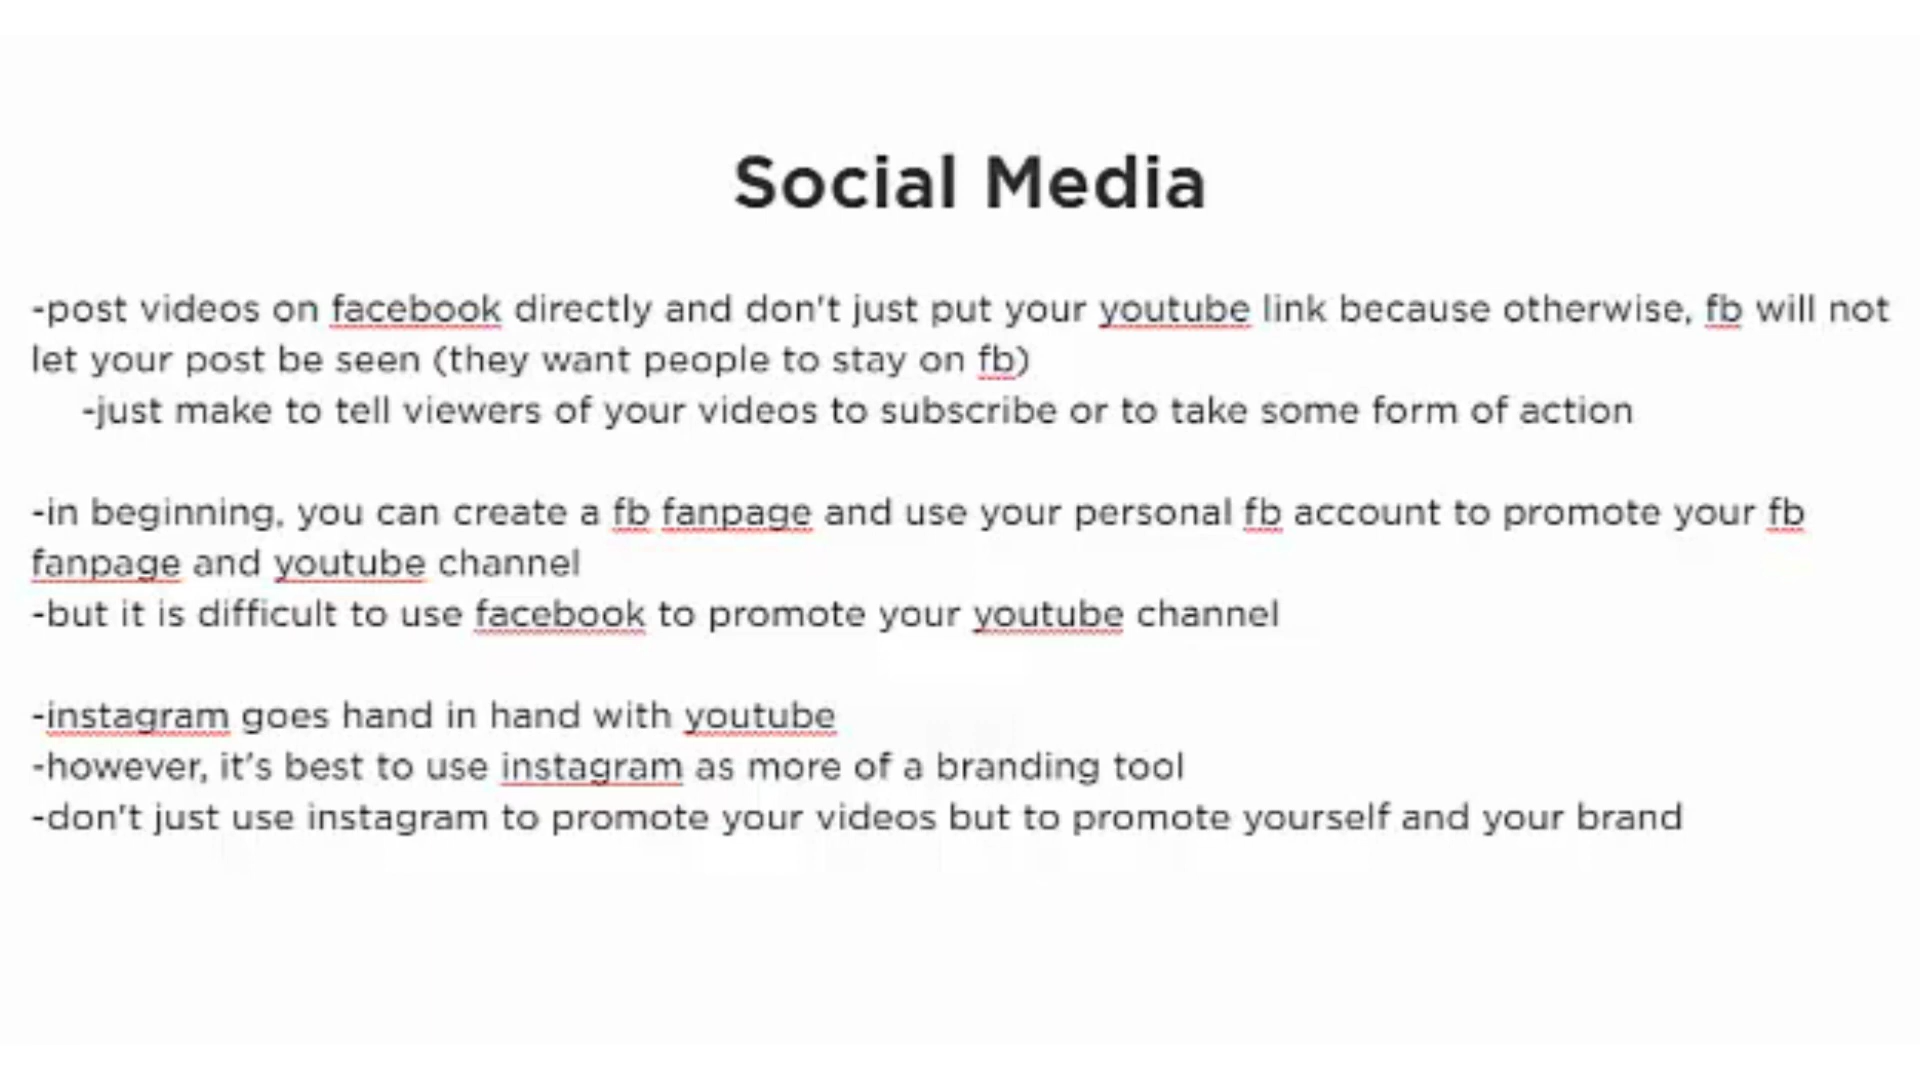 Social Media
-post videos on facebook directly and don't just put your youtube link because otherwise, fb will not
let your post be seen (they want people to stay on fb)
-just make to tell viewers of your videos to subscribe or to take some form of action
-in beginning, you can create a fb fanpage and use your personal fb account to promote your fb
fanpage and youtube channel
-but it is difficult to use facebook to promote your youtube channel
-instagram goes hand in hand with youtube
-however, it's best to use instagram as more of a branding tool
-don't just use instagram to promote your videos but to promote yourself and your brand